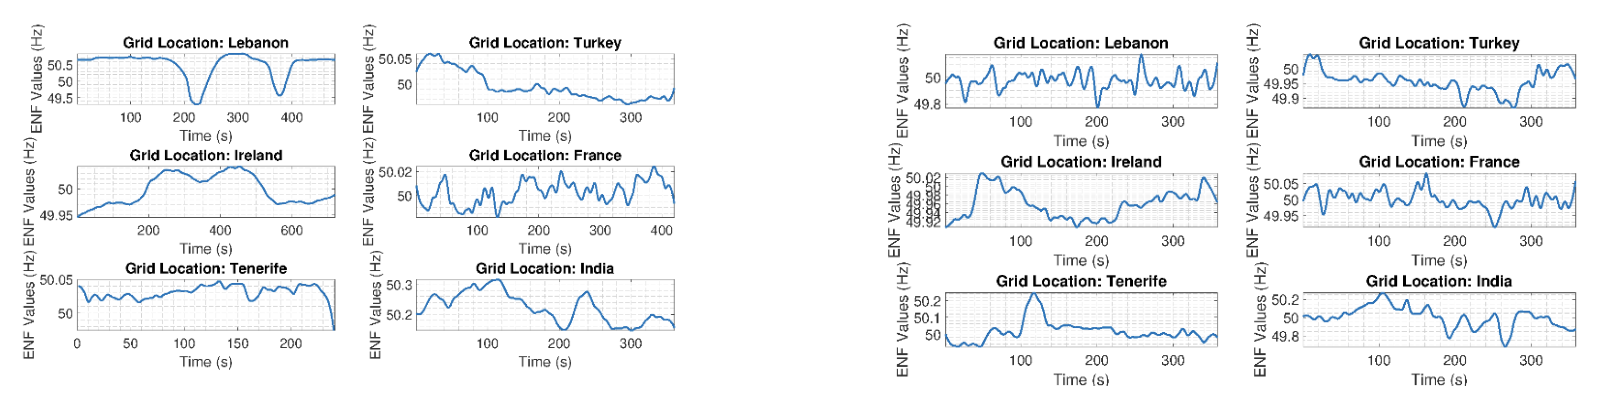 Grid Location: Lebanon
ENF Values (Hz)
50.5
50
49.5
100
200
300
400
Time (s)
Grid Location: Turkey
ENF Values (Hz)
50.05
50
100
200
300
Time (s)
Grid Location: Ireland
ENF Values (Hz)
50
49.95
200
400
600
Time (s)
Grid Location: France
ENF Values (Hz)
50.02
50
100
200
300
400
Time (s)
Grid Location: Tenerife
ENF Values (Hz)
50.05
50
0
50
100
150
200
Time (s)
Grid Location: India
ENF Values (Hz)
50.3
50.2
100
200
300
Time (s)
Grid Location: Lebanon
ENF Values (Hz)
50
49.8
100
200
300
Time (s)
Grid Location: Turkey
ENF Values (Hz)
50
49.95
49.9
100
200
300
Time (s)
Grid Location: Ireland
ENF Values (Hz)
50.02
50
49.98
49.96
49.94
49.92
100
200
300
Time (s)
Grid Location: France
ENF Values (Hz)
50.05
50
49.95
100
200
300
Time (s)
Grid Location: Tenerife
ENF Values (Hz)
50.2
50.1
50
100
200
300
Time (s)
Grid Location: India
ENF Values (Hz)
50.2
50
49.8
100
200
300
Time (s)